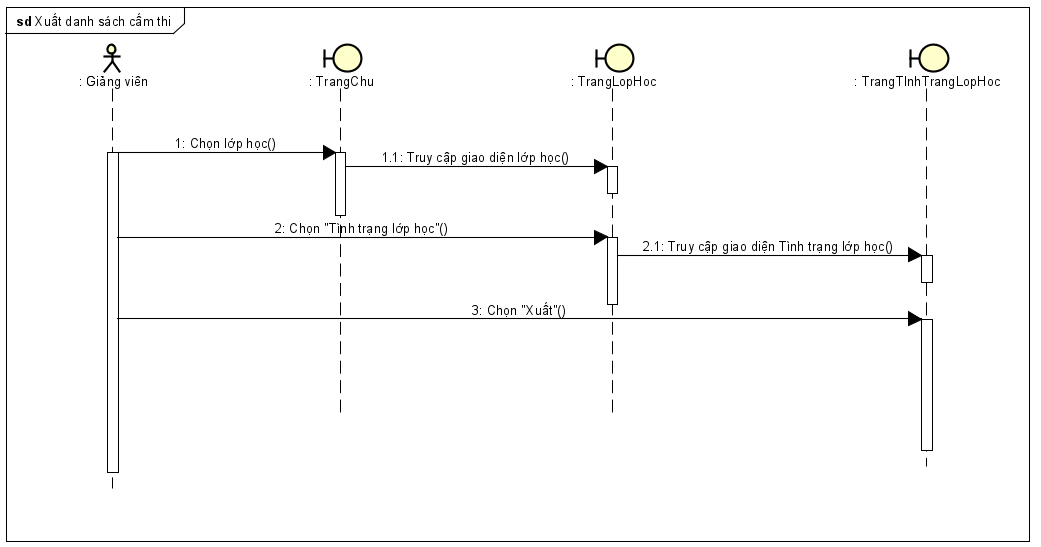 sd Xuất danh sách cấm thi
: Giảng viên
: TrangChu
: TrangLopHoc
: TrangTInhTrangLopHoc
1: Chọn lớp học()
1.1: Truy cập giao diện lớp học()
2: Chọn "Tình trạng lớp học"()
2.1: Truy cập giao diện Tình trạng lớp học()
3: Chọn "Xuất"()